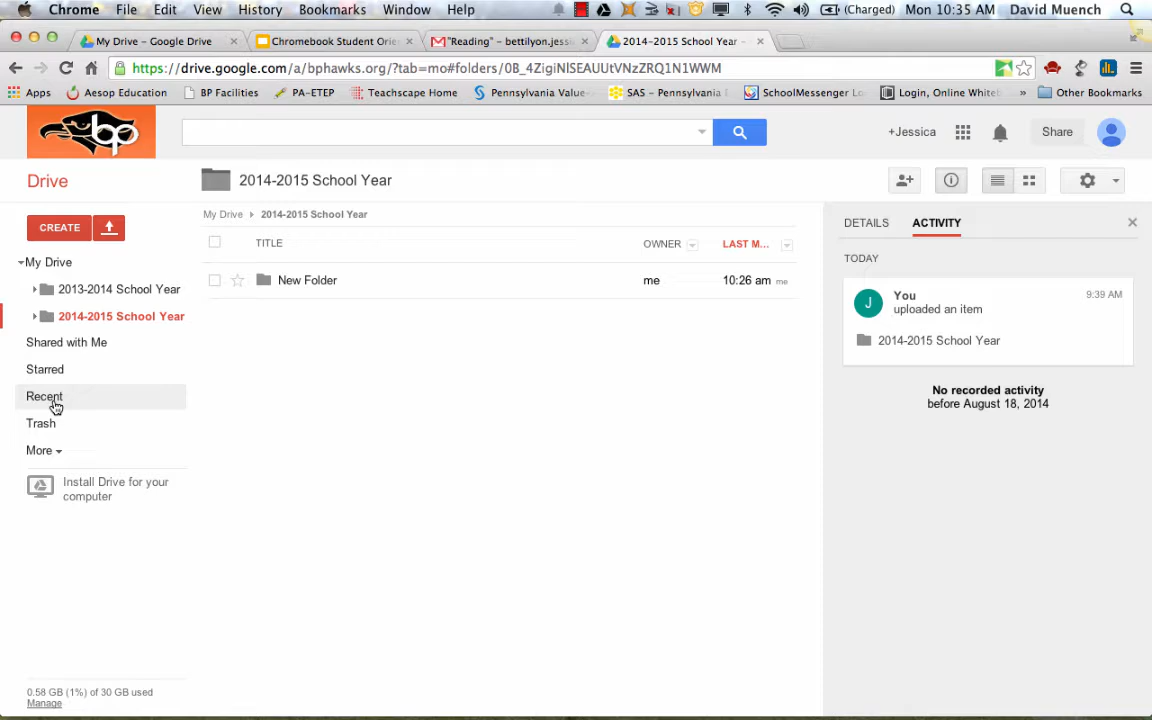 Chrome File Edit View History Bookmarks Window Help (Charged) Mon 10:35 AM David Muench
My Drive – Google Drive Chromebook Student Orie "Reading" – bettilyon.jessi 2014–2015 School Year –
https://drive.google.com/a/bphawks.org/?tab=mo#folders/
Apps Aesop Education BP Facilities PA-ETEP Teachscape Home Pennsylvania Value- SAS – Pennsylvania SchoolMessenger Lo Login, Online Whiteb » Other Bookmarks
bp
+Jessica Share
Drive
2014-2015 School Year
CREATE
My Drive
2013-2014 School Year
2014-2015 School Year
Shared with Me
Starred
Recent
Trash
More
Install Drive for your
computer
0.58 GB (1%) of 30 GB used
Manage
My Drive 2014-2015 School Year
TITLE OWNER LAST M...
New Folder me 10:26 am me
DETAILS ACTIVITY
TODAY
J
You 9:39 AM
uploaded an item
2014-2015 School Year
No recorded activity
before August 18, 2014